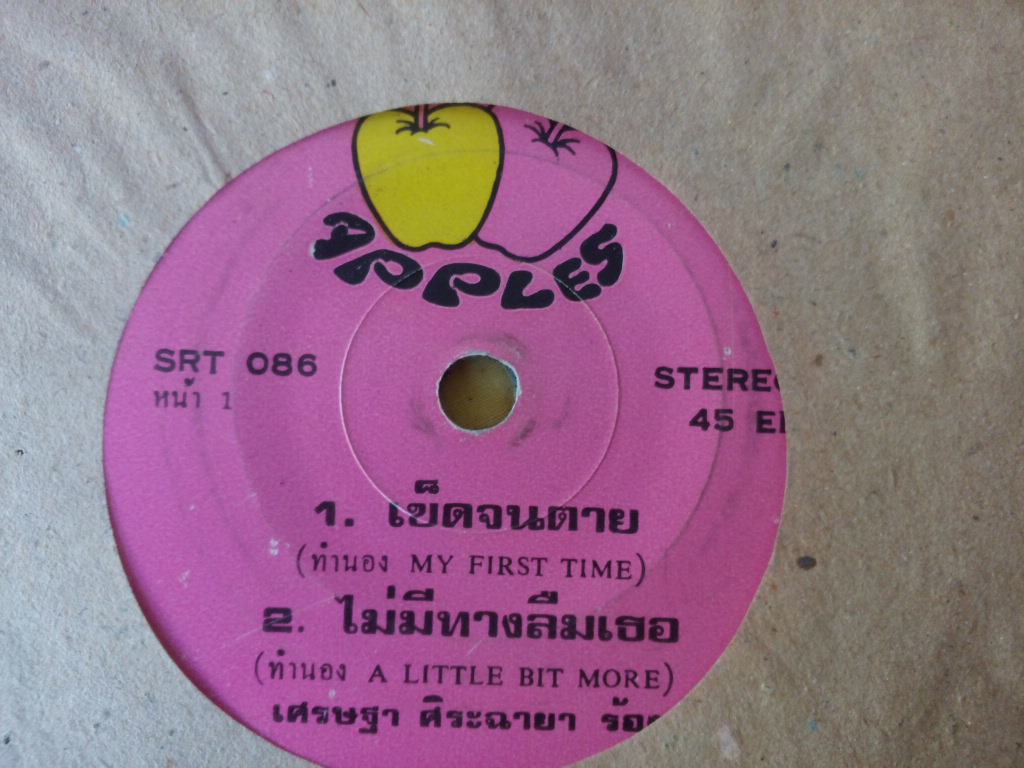 APPLES
SRT 086
หน้า 1
STEREO
45
1. เข็ดจนตาย
(ทำนอง MY FIRST TIME)
2. ไม่มีทางลืมเธอ
(ทำนอง A LITTLE BIT MORE)
เศรษฐา ศิระฉายา